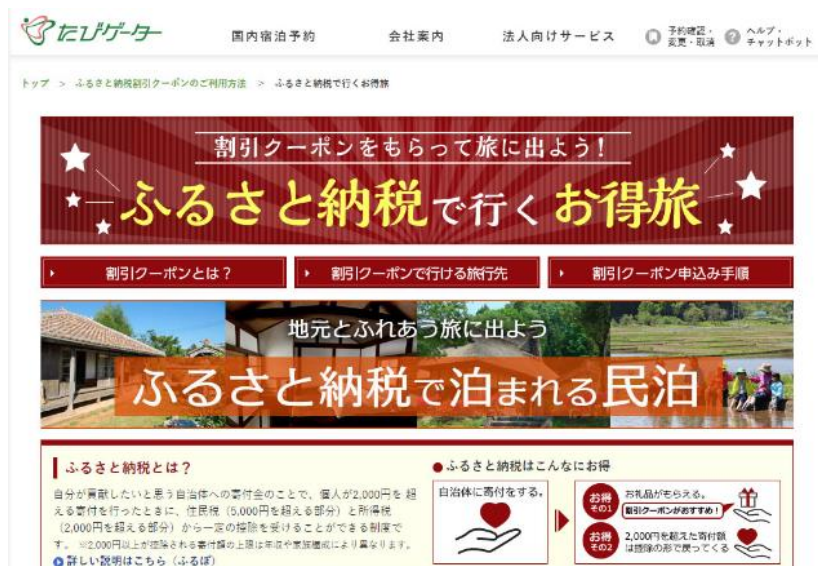 たびゲーター
国内宿泊予約
会社案内
法人向けサービス
予約確認・
変更・取消
ヘルプ・
チャットボット
トップ > ふるさと納税割引クーポンのご利用方法 > ふるさと納税で行くお得旅
割引クーポンをもらって旅に出よう!
ふるさと納税で行くお得旅
割引クーポンとは?
割引クーポンで行ける旅行先
割引クーポン申込み手順
地元とふれあう旅に出よう
ふるさと納税で泊まれる民泊
ふるさと納税とは?
自分が貢献したいと思う自治体への寄付金のことで、個人が2,000円を超
える寄付を行ったときに、住民税(5,000円を超える部分)と所得税
(2,000円を超える部分)から一定の控除を受けることができる制度で
す。 ※2,000円以上が控除される寄付額の上限は年収や家族構成により異なります。
詳しい説明はこちら(ふるぽ)
●ふるさと納税はこんなにお得
自治体に寄付をする。
お得
その1
お礼品がもらえる。
割引クーポンがおすすめ!
お得
その2
2,000円を超えた寄付額
は控除の形で戻ってくる